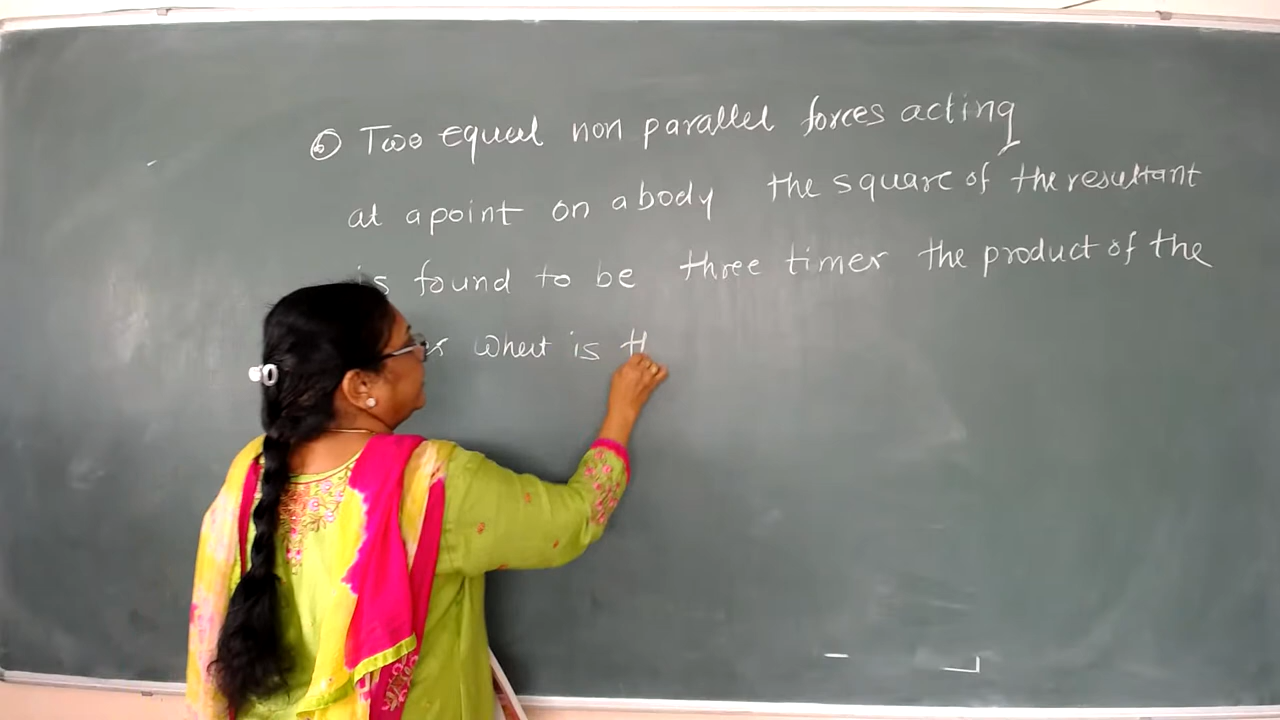 6 Two equal non parallel forces acting
at a point on a body the square of the resultant
is found to be three times the product of the
what is th